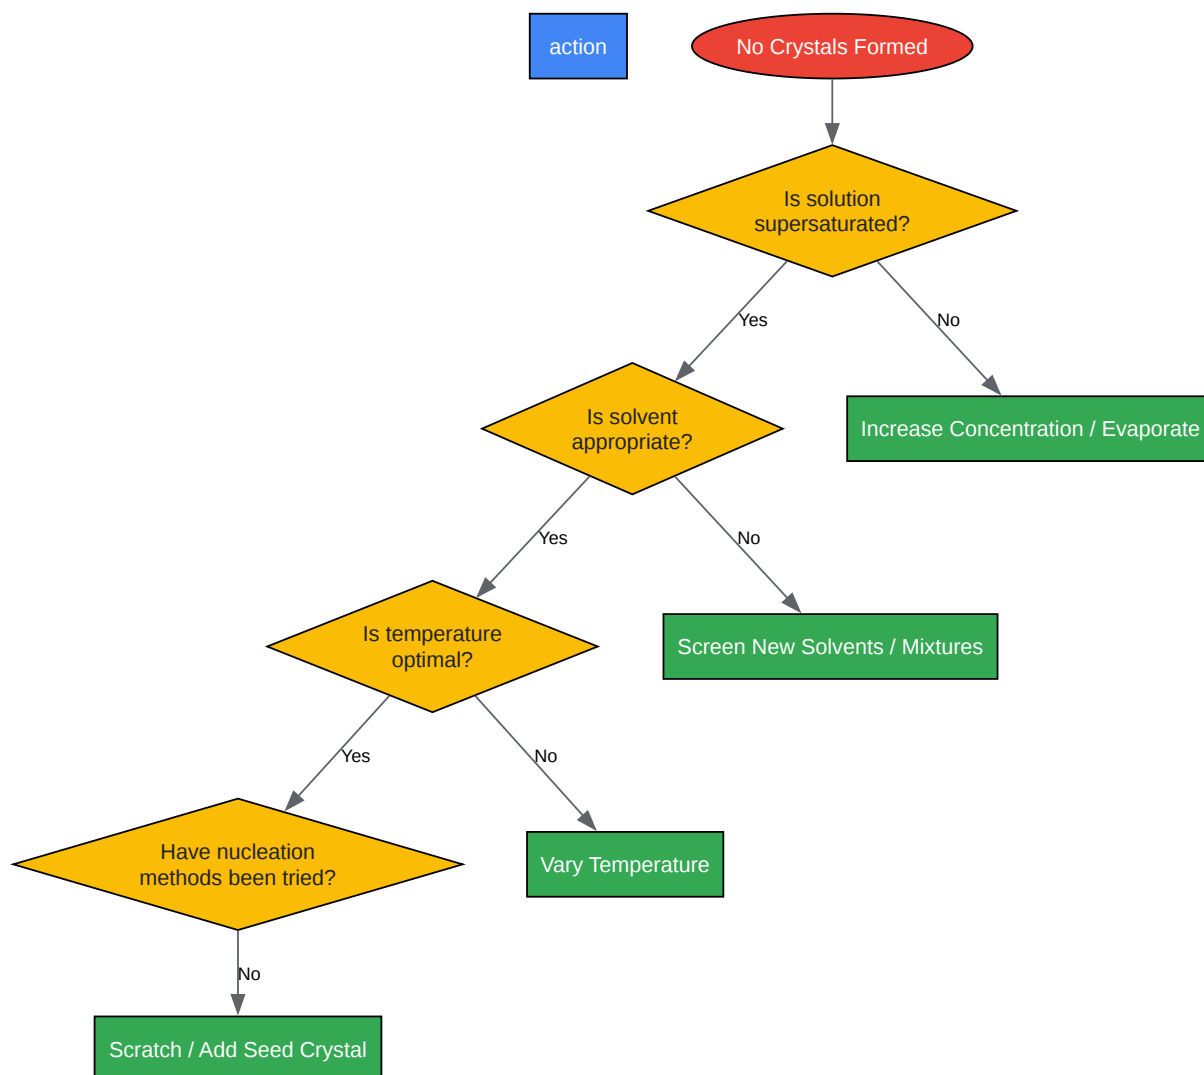 action
No Crystals Formed
Is solution
supersaturated?
Yes
No
Is solvent
appropriate?
Increase Concentration / Evaporate
Yes
No
Is temperature
optimal?
Screen New Solvents / Mixtures
Yes
No
Have nucleation
methods been tried?
Vary Temperature
No
Scratch / Add Seed Crystal